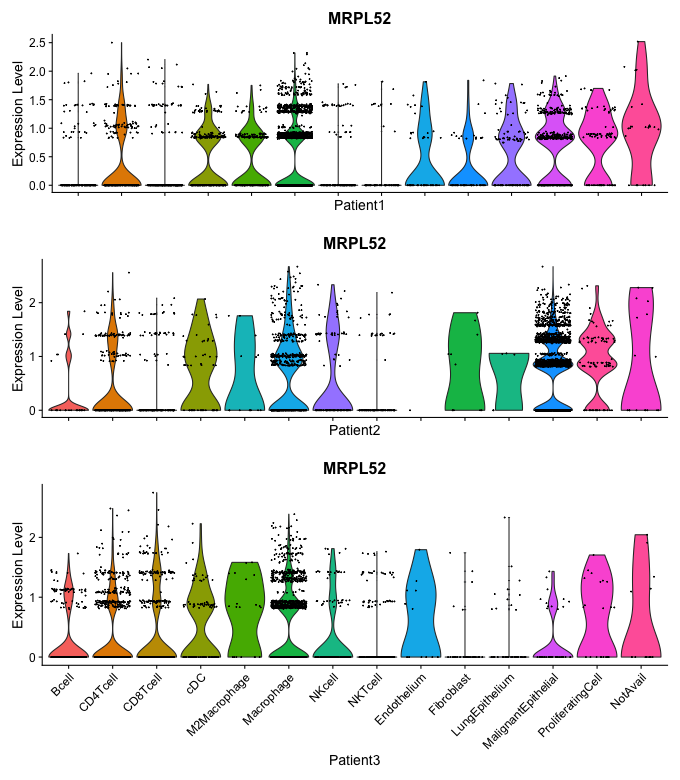 MRPL52
Expression Level
2.5
2.0
1.5
1.0
0.5
0.0
Patient1
MRPL52
Expression Level
2
1
0
Patient2
MRPL52
Expression Level
2
1
0
Bcell
CD4Tcell
CD8Tcell
cDC
M2Macrophage
Macrophage
NKcell
NKTcell
Endothelium
Fibroblast
LungEpithelium
MalignantEpithelial
ProliferatingCell
NotAvail
Patient3